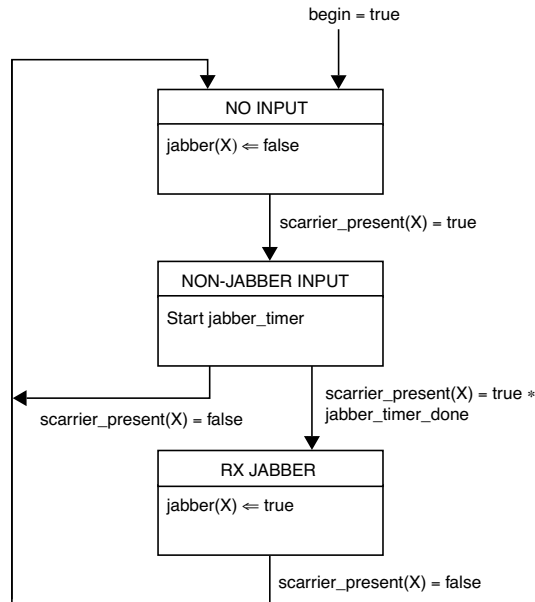 begin = true
NO INPUT
jabber(X) ⇐ false
scarrier_present(X) = true
NON-JABBER INPUT
Start jabber_timer
scarrier_present(X) = true *
jabber_timer_done
scarrier_present(X) = false
RX JABBER
jabber(X) ⇐ true
scarrier_present(X) = false